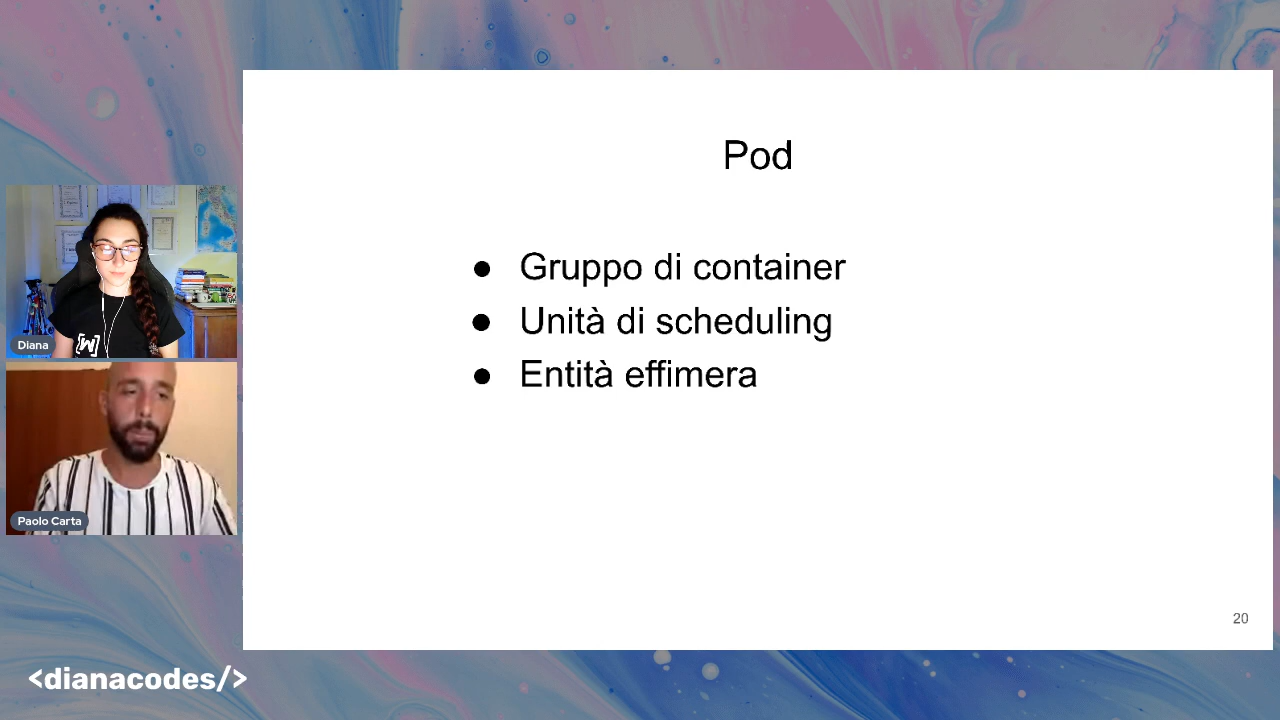 Pod
● Gruppo di container
● Unità di scheduling
● Entità effimera
20
Diana
Paolo Carta
[W]
<dianacodes/>